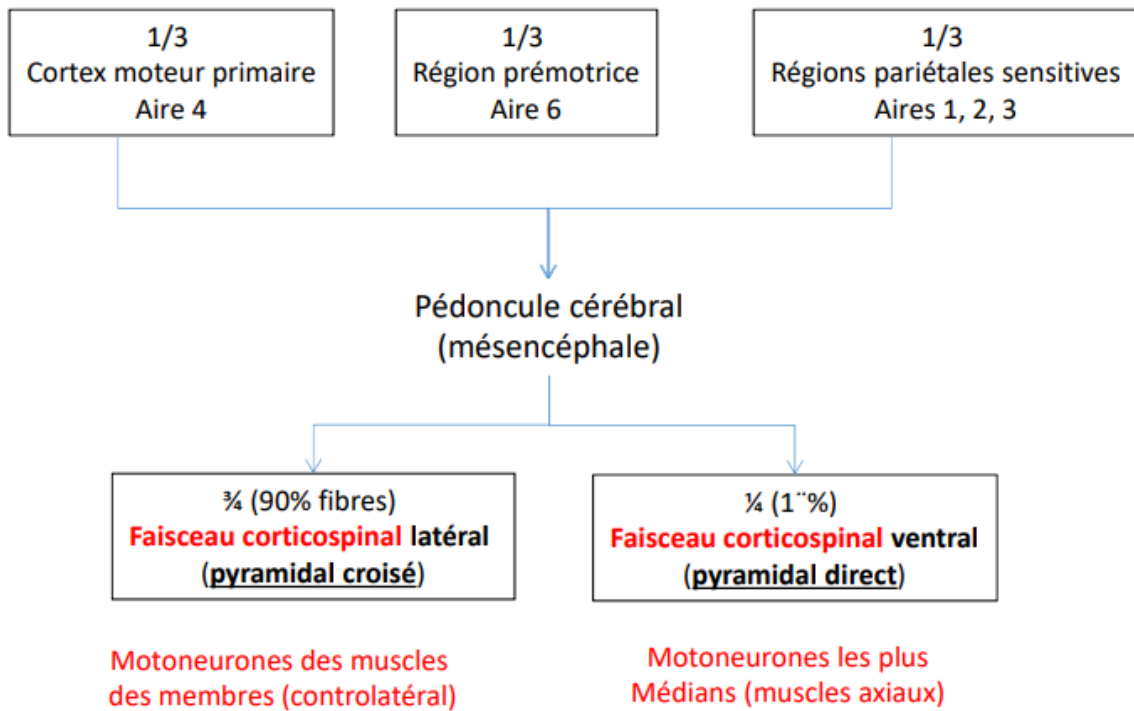 1/3
Cortex moteur primaire
Aire 4
1/3
Région prémotrice
Aire 6
1/3
Régions pariétales sensitives
Aires 1, 2, 3
Pédoncule cérébral
(mésencéphale)
¾ (90% fibres)
Faisceau corticospinal latéral
(pyramidal croisé)
¼ (1¨%)
Faisceau corticospinal ventral
(pyramidal direct)
Motoneurones des muscles
des membres (controlatéral)
Motoneurones les plus
Médians (muscles axiaux)